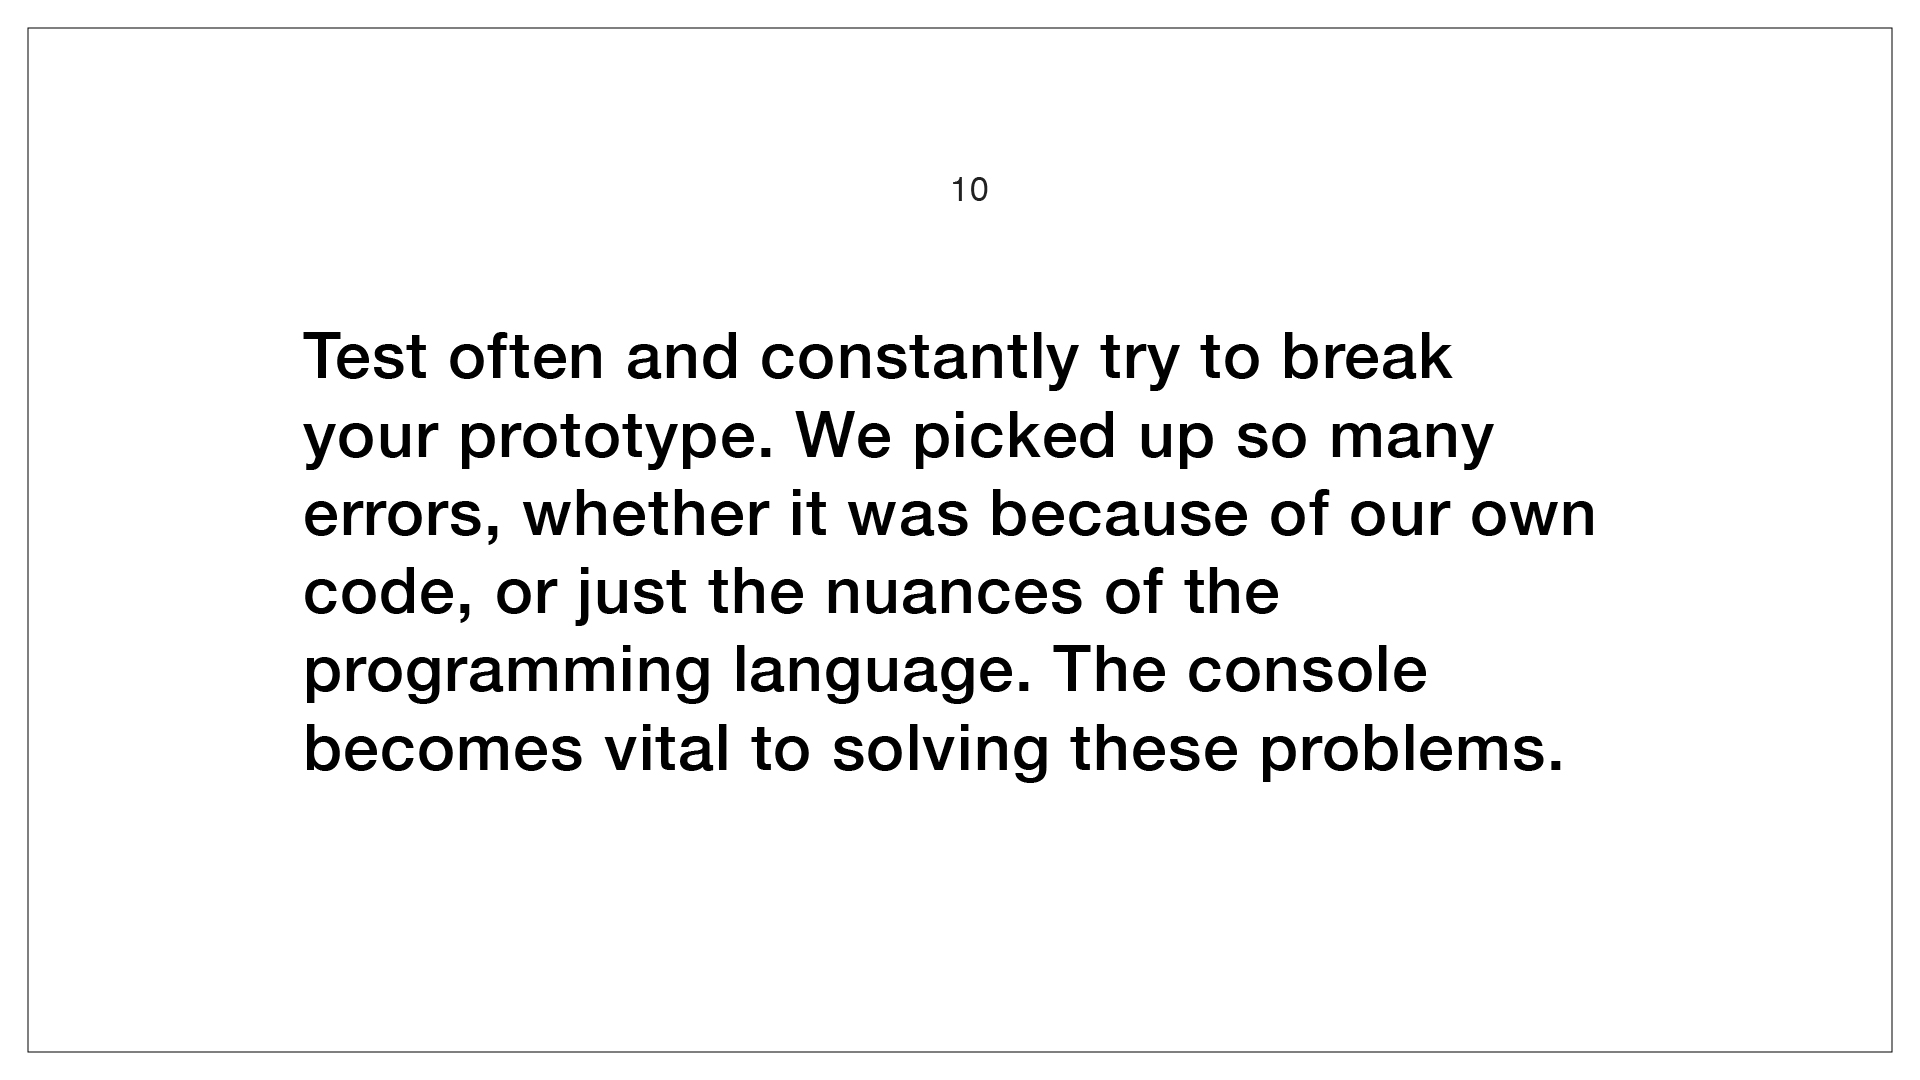 10
Test often and constantly try to break
your prototype. We picked up so many
errors, whether it was because of our own
code, or just the nuances of the
programming language. The console
becomes vital to solving these problems.